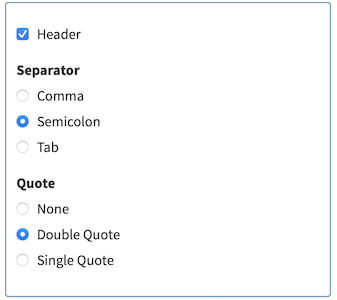 Header
Separator
Comma
Semicolon
Tab
Quote
None
Double Quote
Single Quote